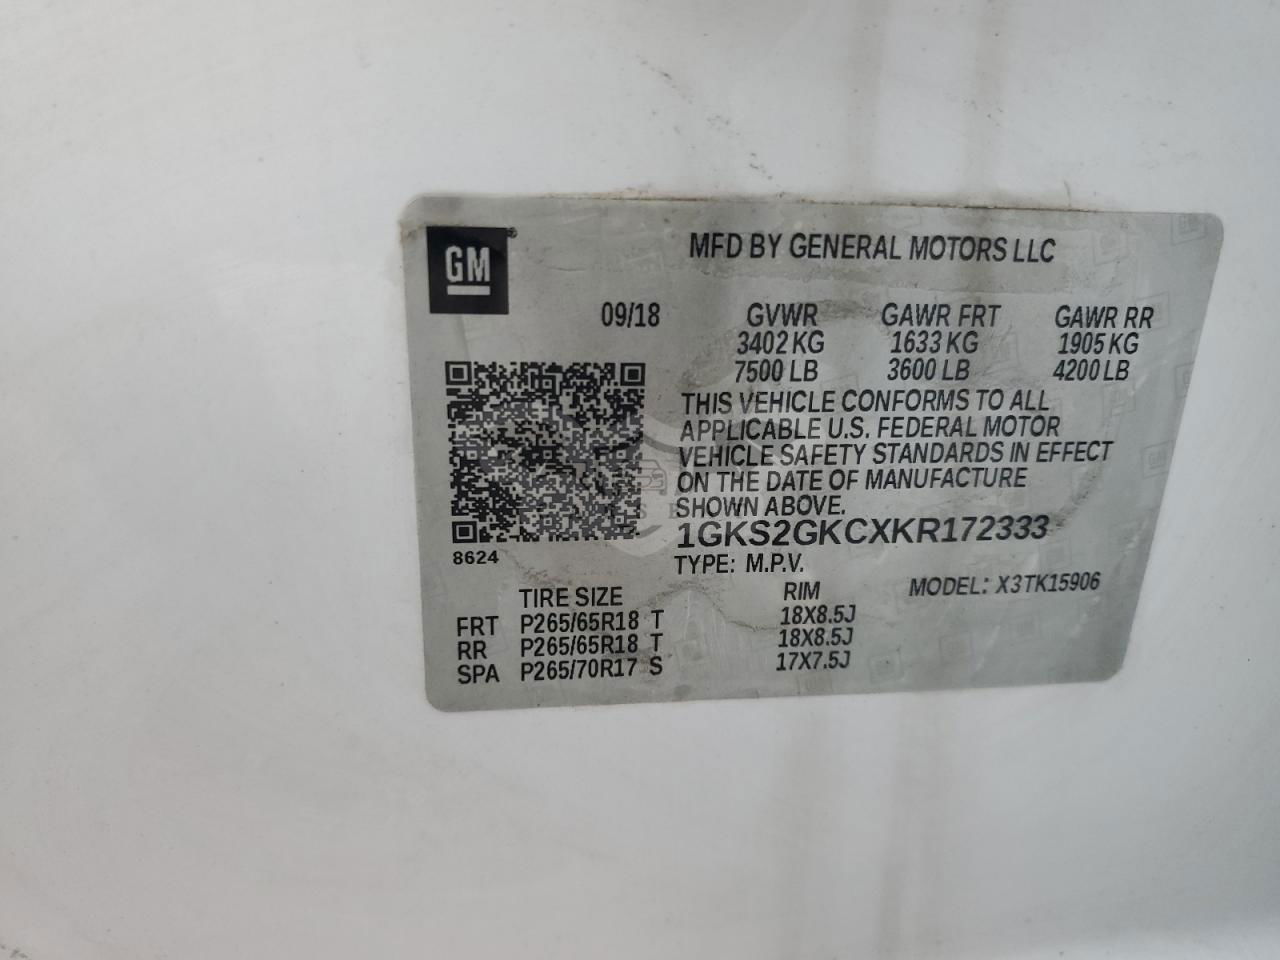 GM
MFD BY GENERAL MOTORS LLC
09/18 GVWR GAWR FRT GAWR RR
3402 KG 1633 KG 1905 KG
7500 LB 3600 LB 4200 LB
THIS VEHICLE CONFORMS TO ALL
APPLICABLE U.S. FEDERAL MOTOR
VEHICLE SAFETY STANDARDS IN EFFECT
ON THE DATE OF MANUFACTURE
SHOWN ABOVE.
1GKS2GKCXKR172333
8624
TYPE: M.P.V. MODEL: X3TK15906
TIRE SIZE RIM
FRT P265/65R18 T 18X8.5J
RR P265/65R18 T 18X8.5J
SPA P265/70R17 S 17X7.5J